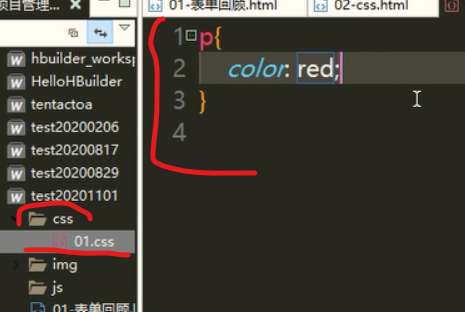 项目管理...
01-表单回顾.html
02-css.html
hbuilder_worksp
HelloHBuilder
tentactoa
test20200206
test20200817
test20200829
test20201101
css
01.css
img
js
01-表单回顾.h
1 p{
2 color: red;
3 }
4